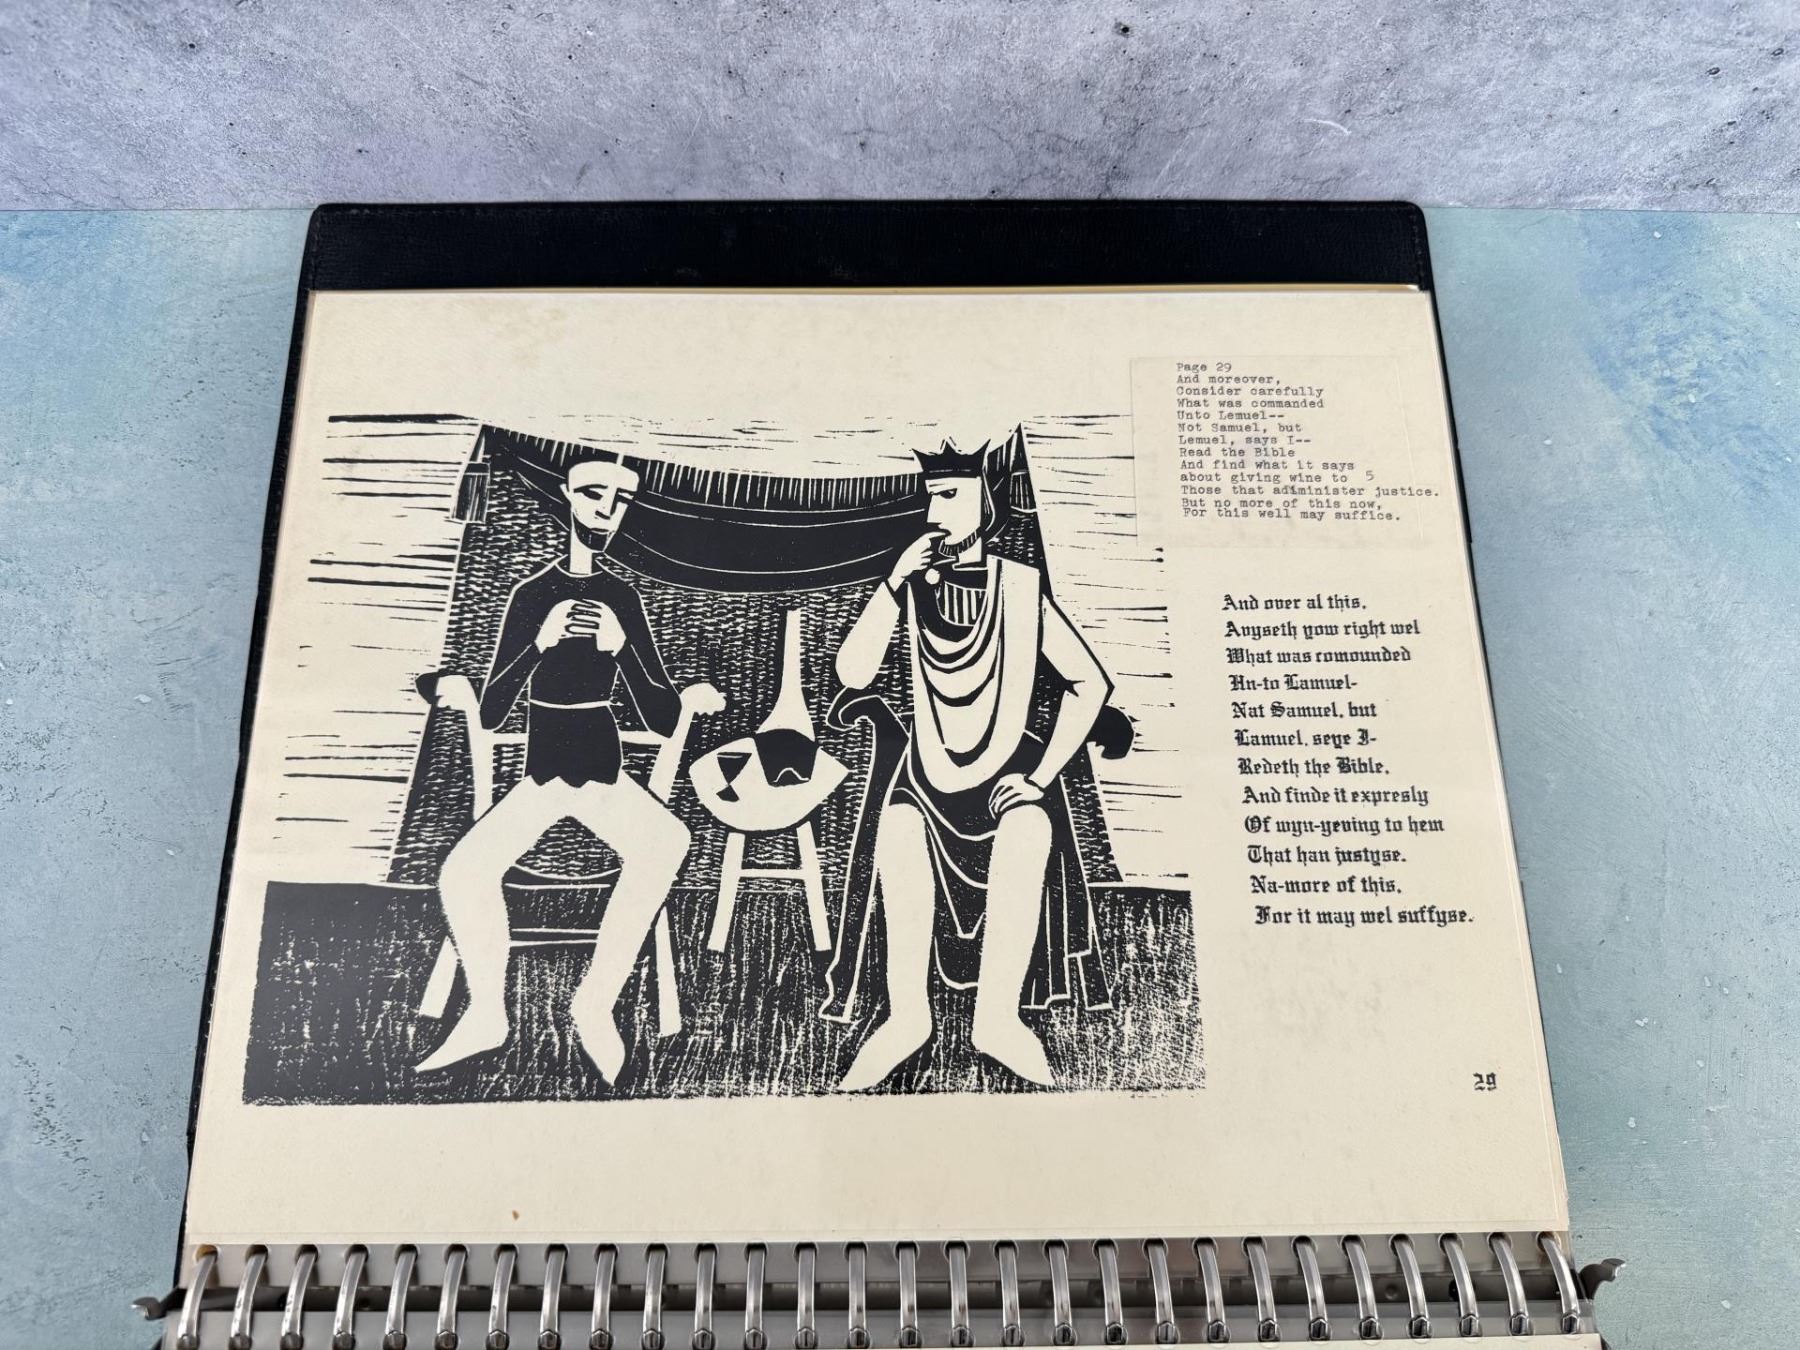 Page 29
And moreover,
Consider carefully
What was commanded
Unto Lemuel--
Not Samuel, but
Lemuel, says I--
Read the Bible
And find what it says
about giving wine to 5
Those that adiminister justice.
But no more of this now,
For this well may suffice.
And over al this,
Avyseth yow right wel
What was comounded
Un-to Lamuel-
Nat Samuel, but
Lamuel, seye I-
Redeth the Bible,
And finde it expresly
Of wyn-yeving to hem
That han justyse.
Na-more of this,
For it may wel suffyse.
29